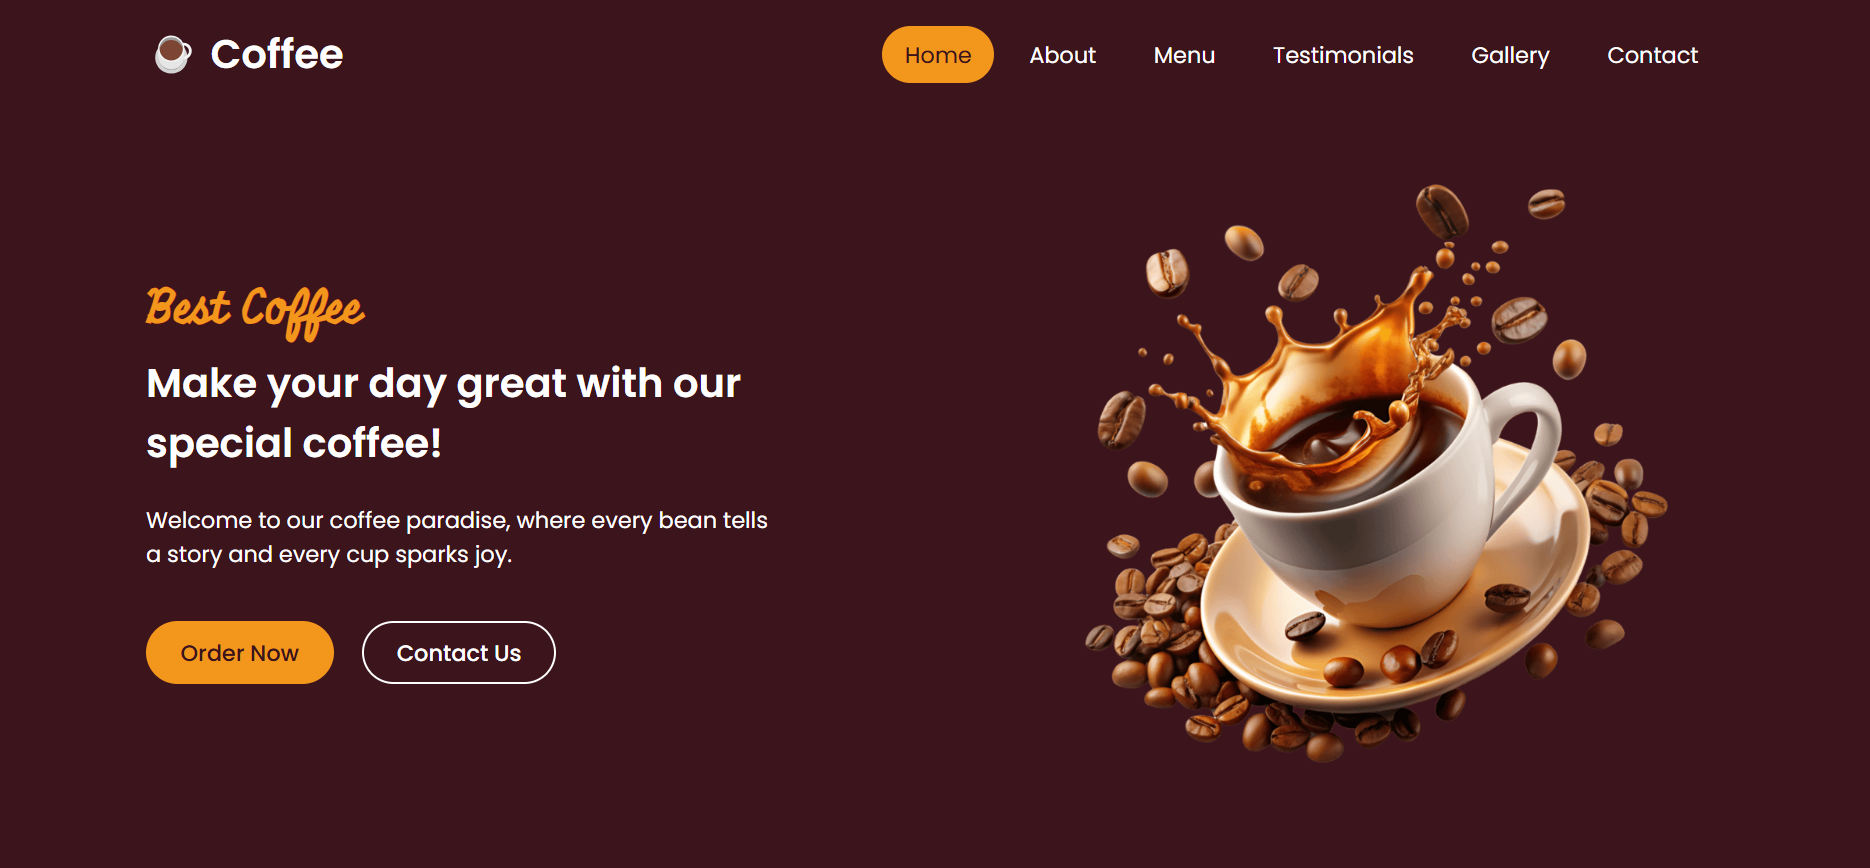 Coffee
Home About Menu Testimonials Gallery Contact
Best Coffee
Make your day great with our
special coffee!
Welcome to our coffee paradise, where every bean tells
a story and every cup sparks joy.
Order Now Contact Us